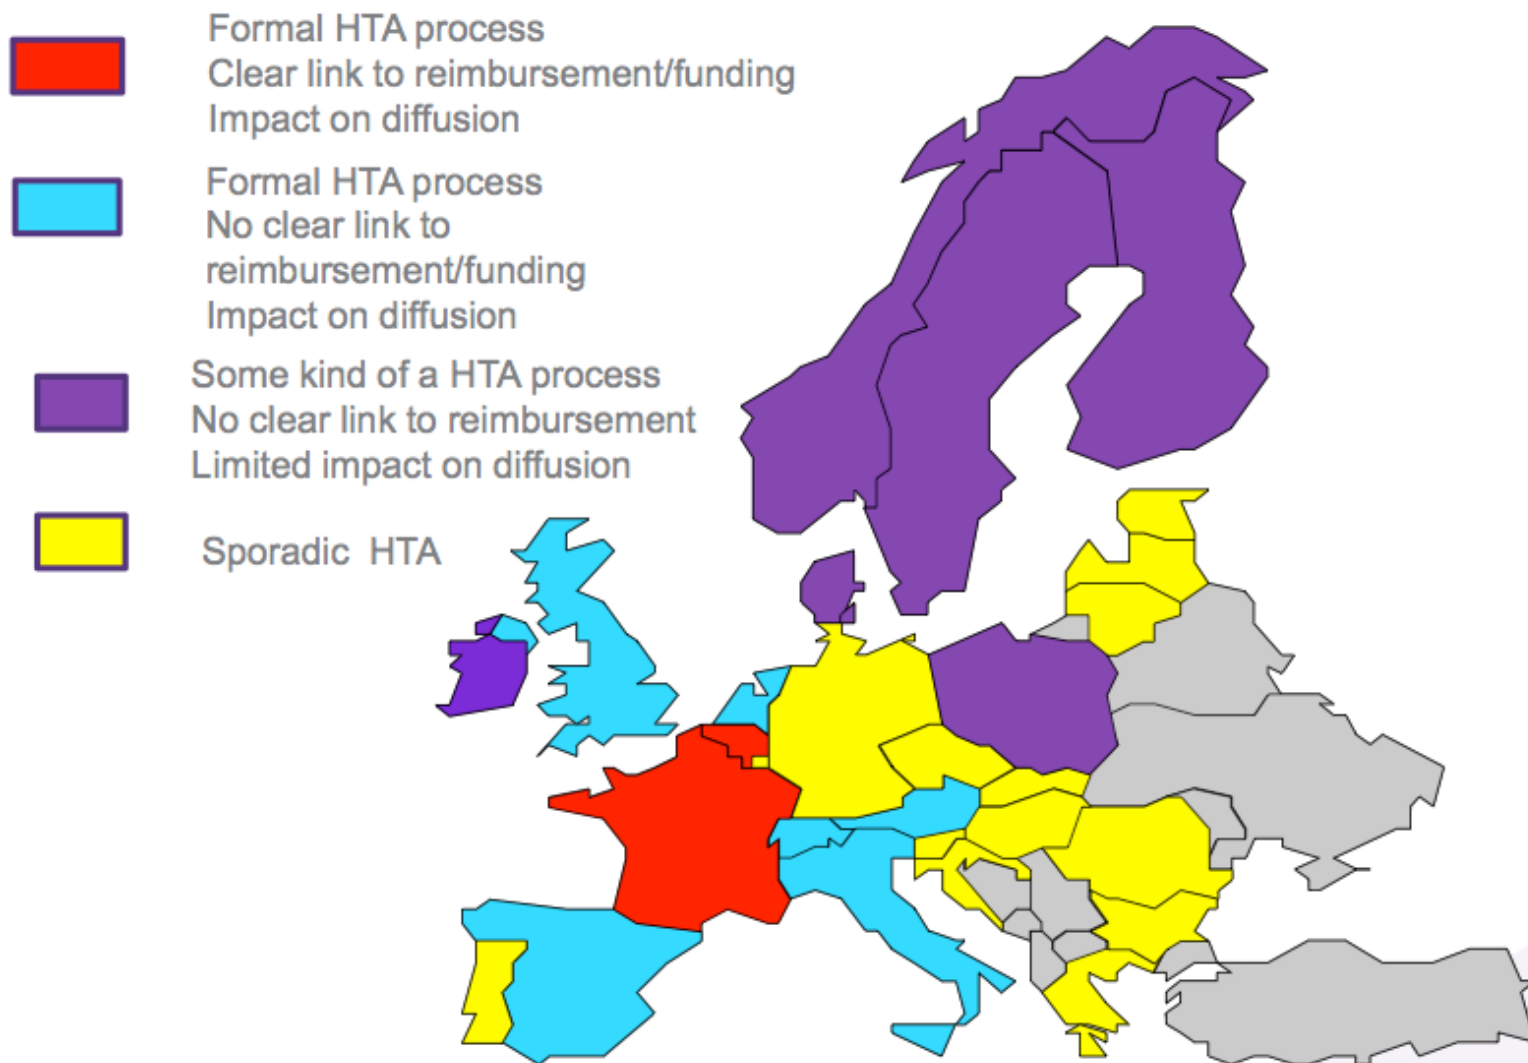 Formal HTA process
Clear link to reimbursement/funding
Impact on diffusion
Formal HTA process
No clear link to
reimbursement/funding
Impact on diffusion
Some kind of a HTA process
No clear link to reimbursement
Limited impact on diffusion
Sporadic HTA